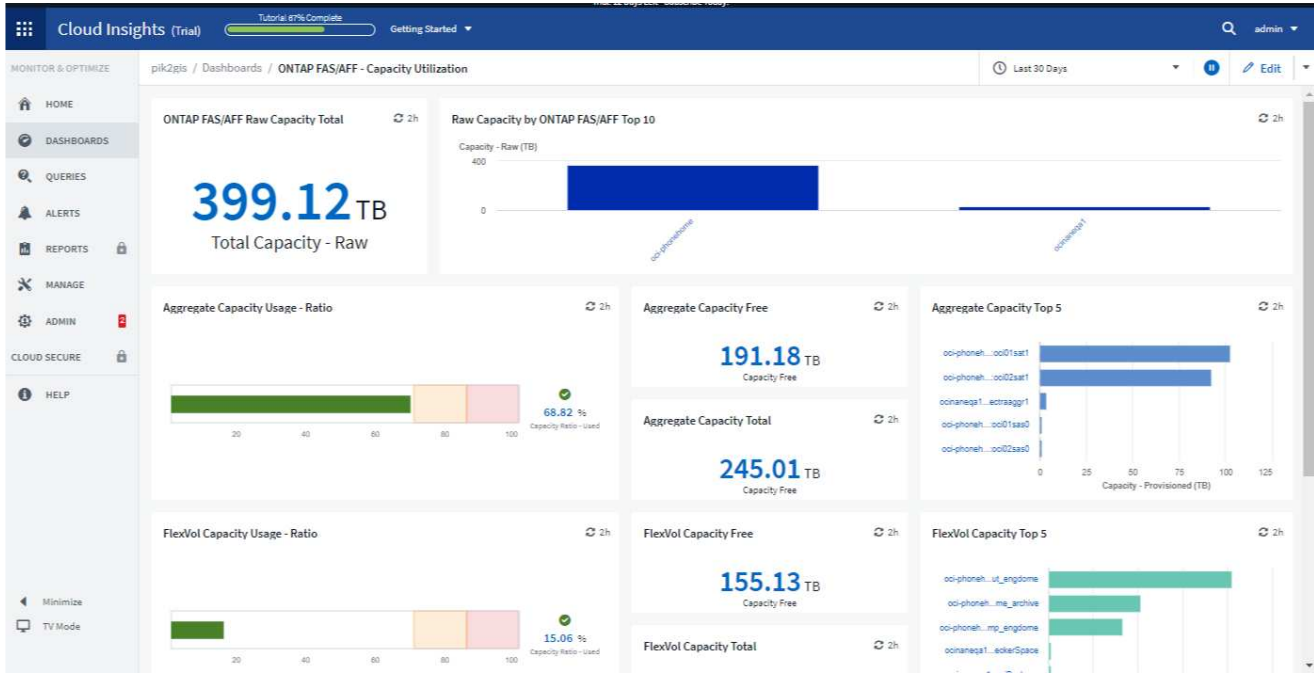 Cloud Insights (Trial)
Tutorial 87% Complete
Getting Started
admin
MONITOR & OPTIMIZE
pik2gis / Dashboards / ONTAP FAS/AFF - Capacity Utilization
Last 30 Days
Edit
HOME
DASHBOARDS
QUERIES
ALERTS
REPORTS
MANAGE
ADMIN
2
CLOUD SECURE
HELP
Minimize
TV Mode
ONTAP FAS/AFF Raw Capacity Total
2h
399.12 TB
Total Capacity - Raw
Raw Capacity by ONTAP FAS/AFF Top 10
2h
Capacity - Raw (TB)
400
0
oci-phonehome
ocinaneqa1
Aggregate Capacity Usage - Ratio
2h
20 40 60 80 100
68.82 %
Capacity Ratio - Used
Aggregate Capacity Free
2h
191.18 TB
Capacity Free
Aggregate Capacity Total
2h
245.01 TB
Capacity Free
Aggregate Capacity Top 5
2h
oci-phoneh...:oci01sat1
oci-phoneh...:oci02sat1
ocinaneqa1...ectraaggr1
oci-phoneh...:oci01sas0
oci-phoneh...:oci02sas0
0 25 50 75 100 125
Capacity - Provisioned (TB)
FlexVol Capacity Usage - Ratio
2h
20 40 60 80 100
15.06 %
Capacity Ratio - Used
FlexVol Capacity Free
2h
155.13 TB
Capacity Free
FlexVol Capacity Total
2h
FlexVol Capacity Top 5
2h
oci-phoneh...ut_engdome
oci-phoneh...me_archive
oci-phoneh...mp_engdome
ocinaneqa1...eckerSpace